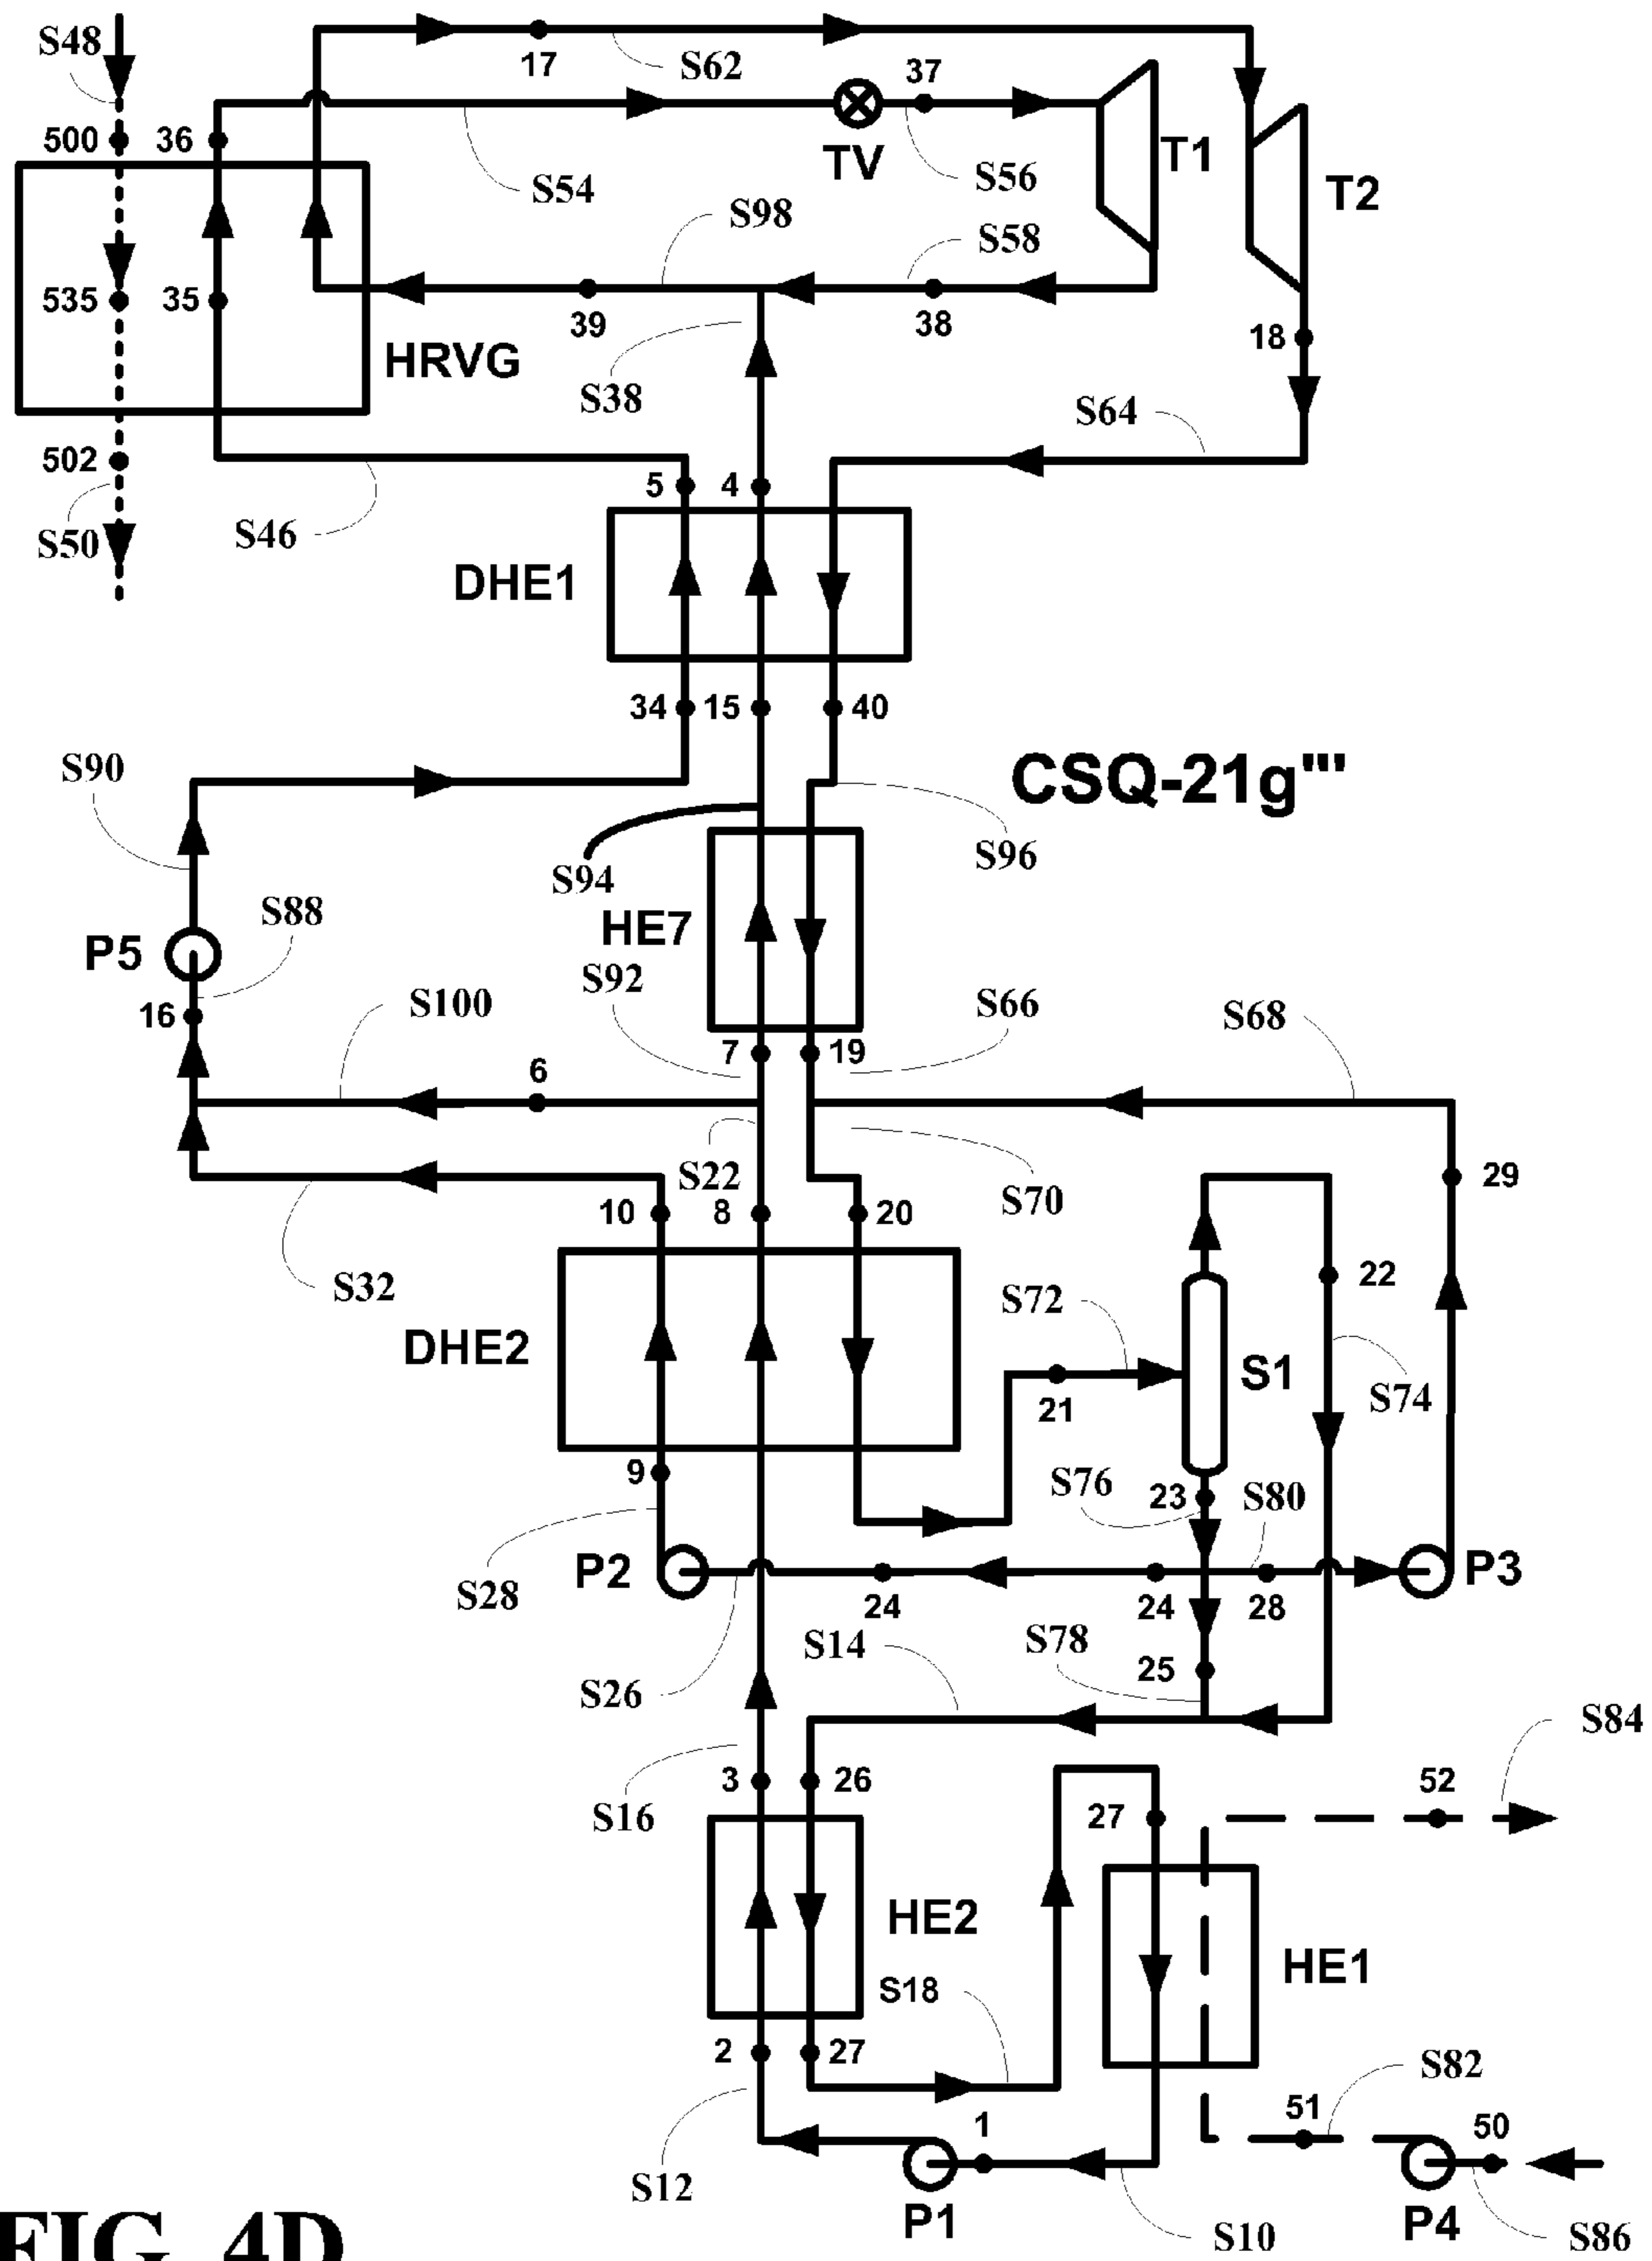 S48
17
S62
37
500
36
TV
T1
S54
S56
T2
S98
S58
535
35
39
38
18
HRVG
S38
S64
502
5
4
S50
S46
DHE1
34
15
40
S90
CSQ-21g'''
S94
S96
S88
HE7
P5
S92
S66
S100
S68
16
7
19
6
S22
S70
29
10
8
20
S32
22
S72
DHE2
S1
S74
21
9
S76
23
S80
P2
P3
S28
24
24
28
S14
S78
S26
25
S84
3
26
52
S16
27
HE2
HE1
S18
2
27
S82
1
51
50
S12
P1
S10
P4
S86
FIG. 4D